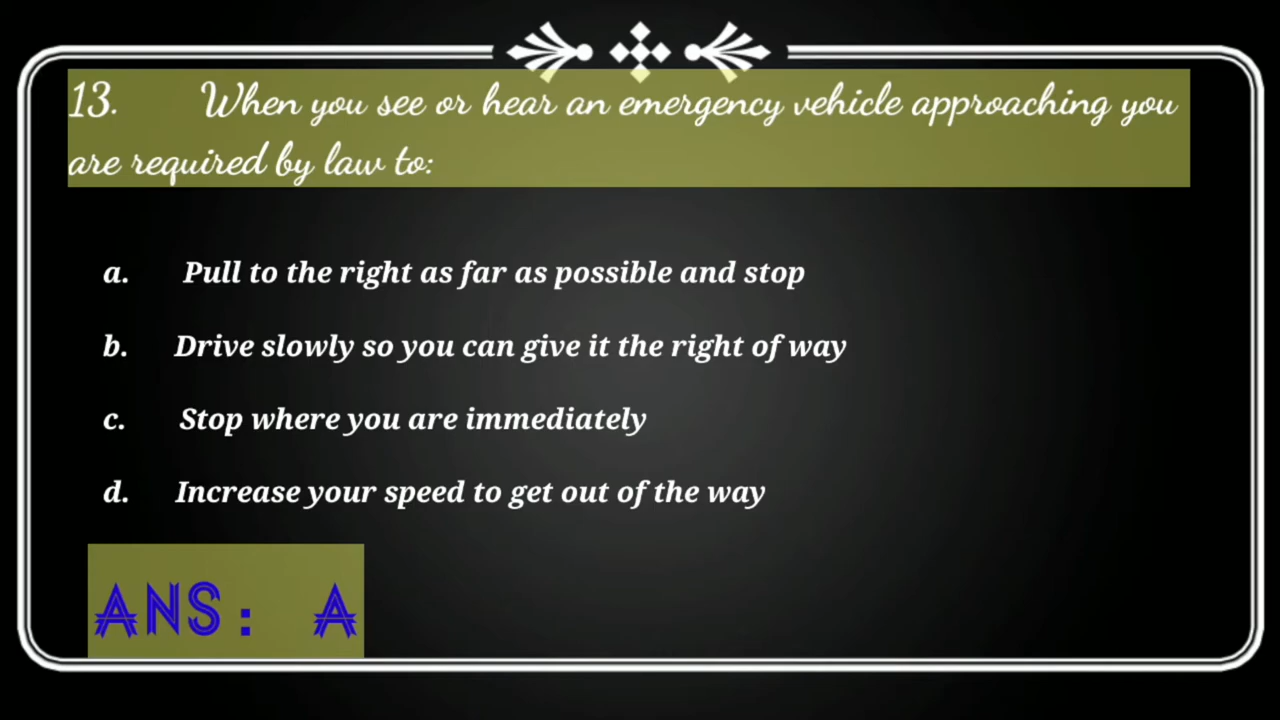 13. When you see or hear an emergency vehicle approaching you
are required by law to:
a. Pull to the right as far as possible and stop
b. Drive slowly so you can give it the right of way
c. Stop where you are immediately
d. Increase your speed to get out of the way
ANS: A